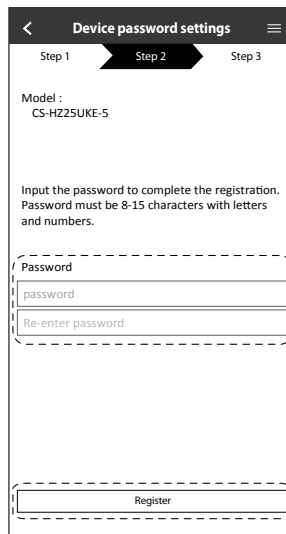 Device password settings
Step 1 Step 2 Step 3
Model :
CS-HZ25UKE-5
Input the password to complete the registration.
Password must be 8-15 characters with letters
and numbers.
Password
password
Re-enter password
Register